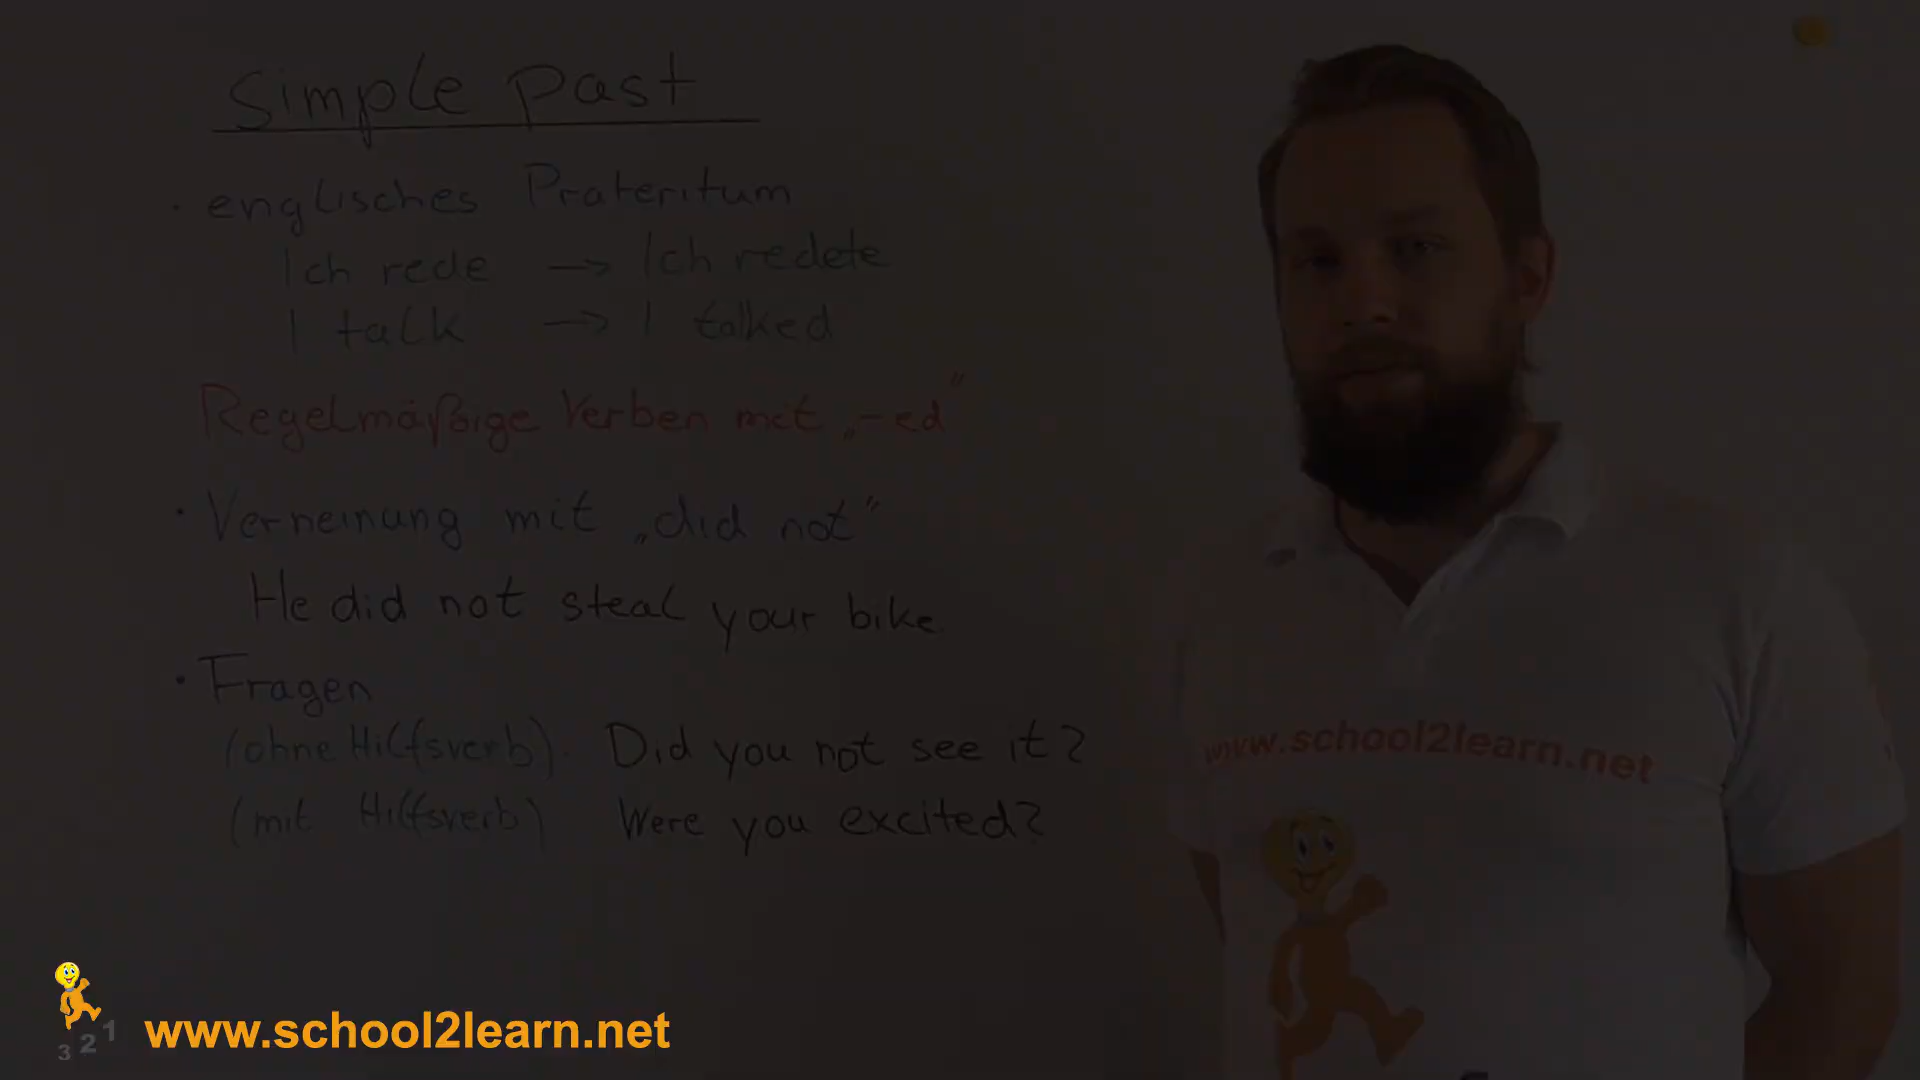 Simple past
· englisches Präteritum
Ich rede → Ich redete
I talk → I talked
Regelmäßige Verben mit „-ed"
· Verneinung mit „did not"
He did not steal your bike
· Fragen
(ohne Hilfsverb). Did you not see it?
(mit Hilfsverb) Were you excited?
www.school2learn.net
3 2 1
www.school2learn.net